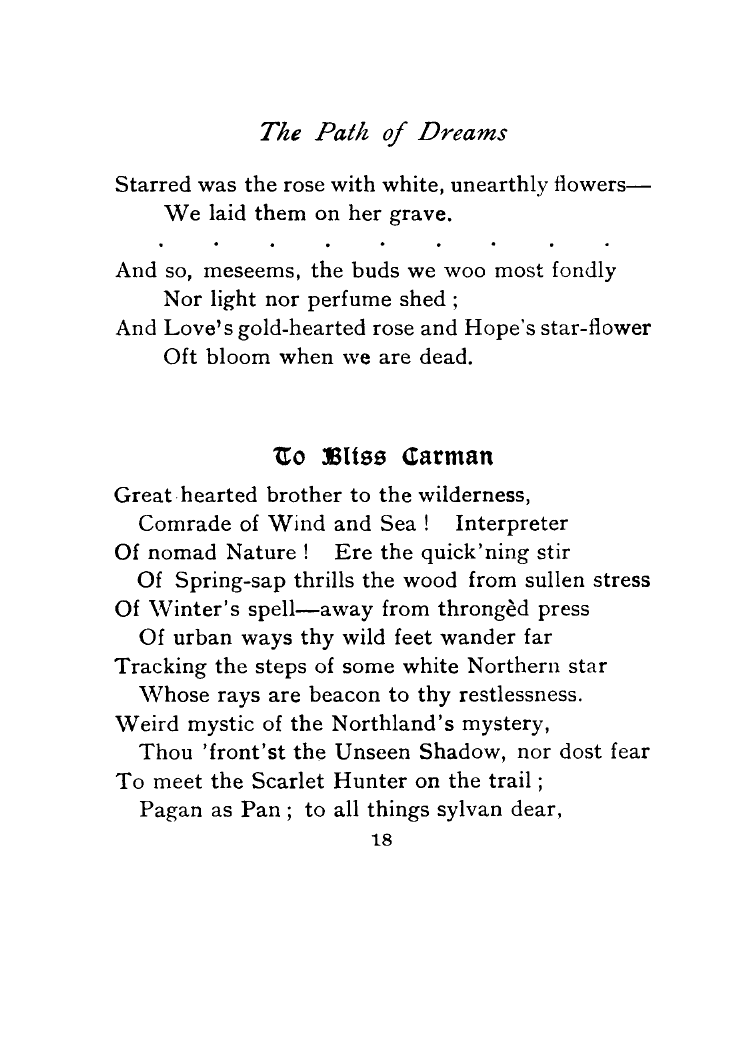 The Path of Dreams
Starred was the rose with white, unearthly flowers—
We laid them on her grave.
. . . . . . . . .
And so, meseems, the buds we woo most fondly
Nor light nor perfume shed ;
And Love's gold-hearted rose and Hope's star-flower
Oft bloom when we are dead.
To Bliss Carman
Great hearted brother to the wilderness,
Comrade of Wind and Sea ! Interpreter
Of nomad Nature ! Ere the quick'ning stir
Of Spring-sap thrills the wood from sullen stress
Of Winter's spell—away from throngèd press
Of urban ways thy wild feet wander far
Tracking the steps of some white Northern star
Whose rays are beacon to thy restlessness.
Weird mystic of the Northland's mystery,
Thou 'front'st the Unseen Shadow, nor dost fear
To meet the Scarlet Hunter on the trail ;
Pagan as Pan ; to all things sylvan dear,
18